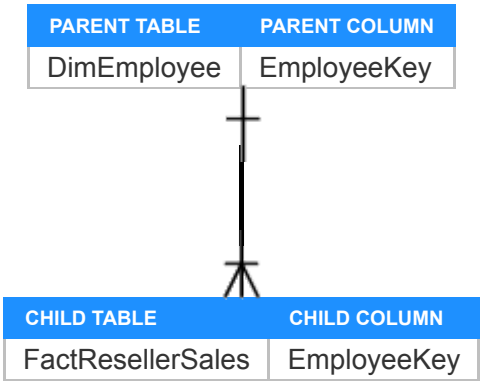 PARENT TABLE PARENT COLUMN
DimEmployee EmployeeKey
CHILD TABLE CHILD COLUMN
FactResellerSales EmployeeKey